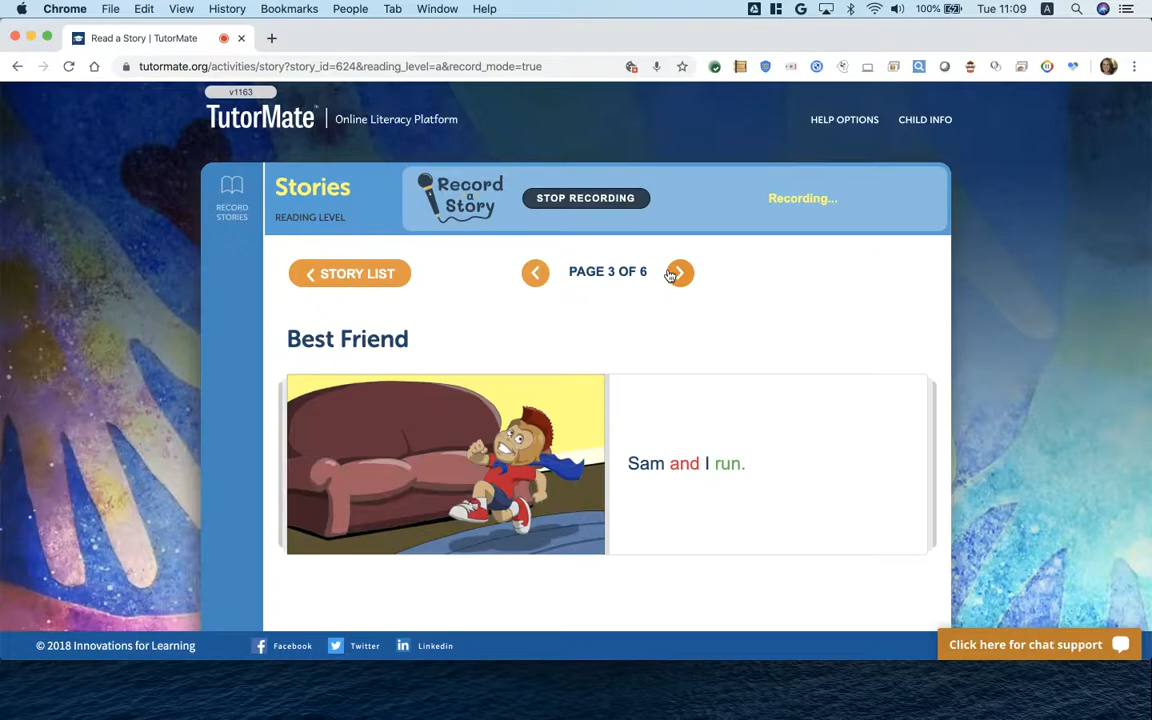 Chrome File Edit View History Bookmarks People Tab Window Help 100% Tue 11:09 A
Read a Story | TutorMate
tutormate.org/activities/story?story_id=624&reading_level=a&record_mode=true
v1163
TutorMate™ | Online Literacy Platform
HELP OPTIONS CHILD INFO
RECORD
STORIES
Stories
READING LEVEL
Record
a
Story
STOP RECORDING
Recording...
STORY LIST
PAGE 3 OF 6
Best Friend
Sam and I run.
© 2018 Innovations for Learning
Facebook
Twitter
in Linkedin
Click here for chat support